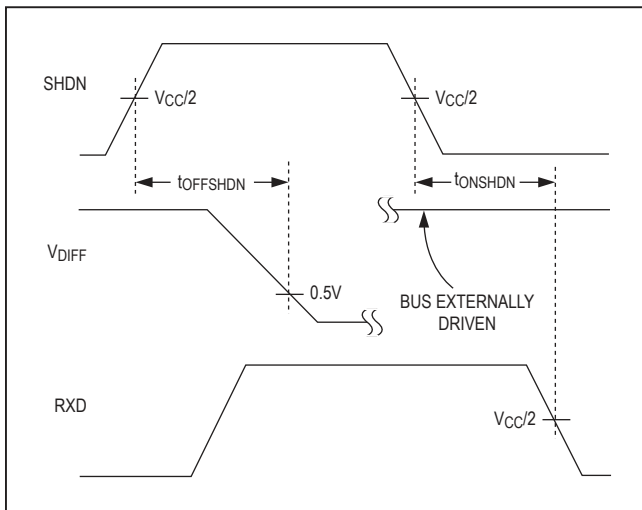 SHDN
VCC/2
VCC/2
tOFFSHDN
tONSHDN
VDIFF
0.5V
BUS EXTERNALLY
DRIVEN
RXD
VCC/2